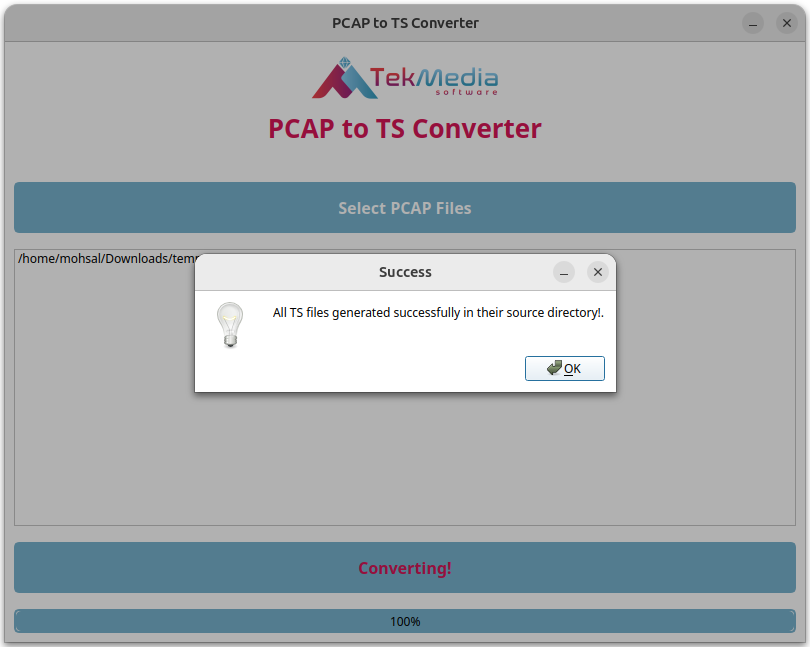 PCAP to TS Converter
TekMedia
software
PCAP to TS Converter
Select PCAP Files
/home/mohsal/Downloads/tem
Success
All TS files generated successfully in their source directory!.
OK
Converting!
100%